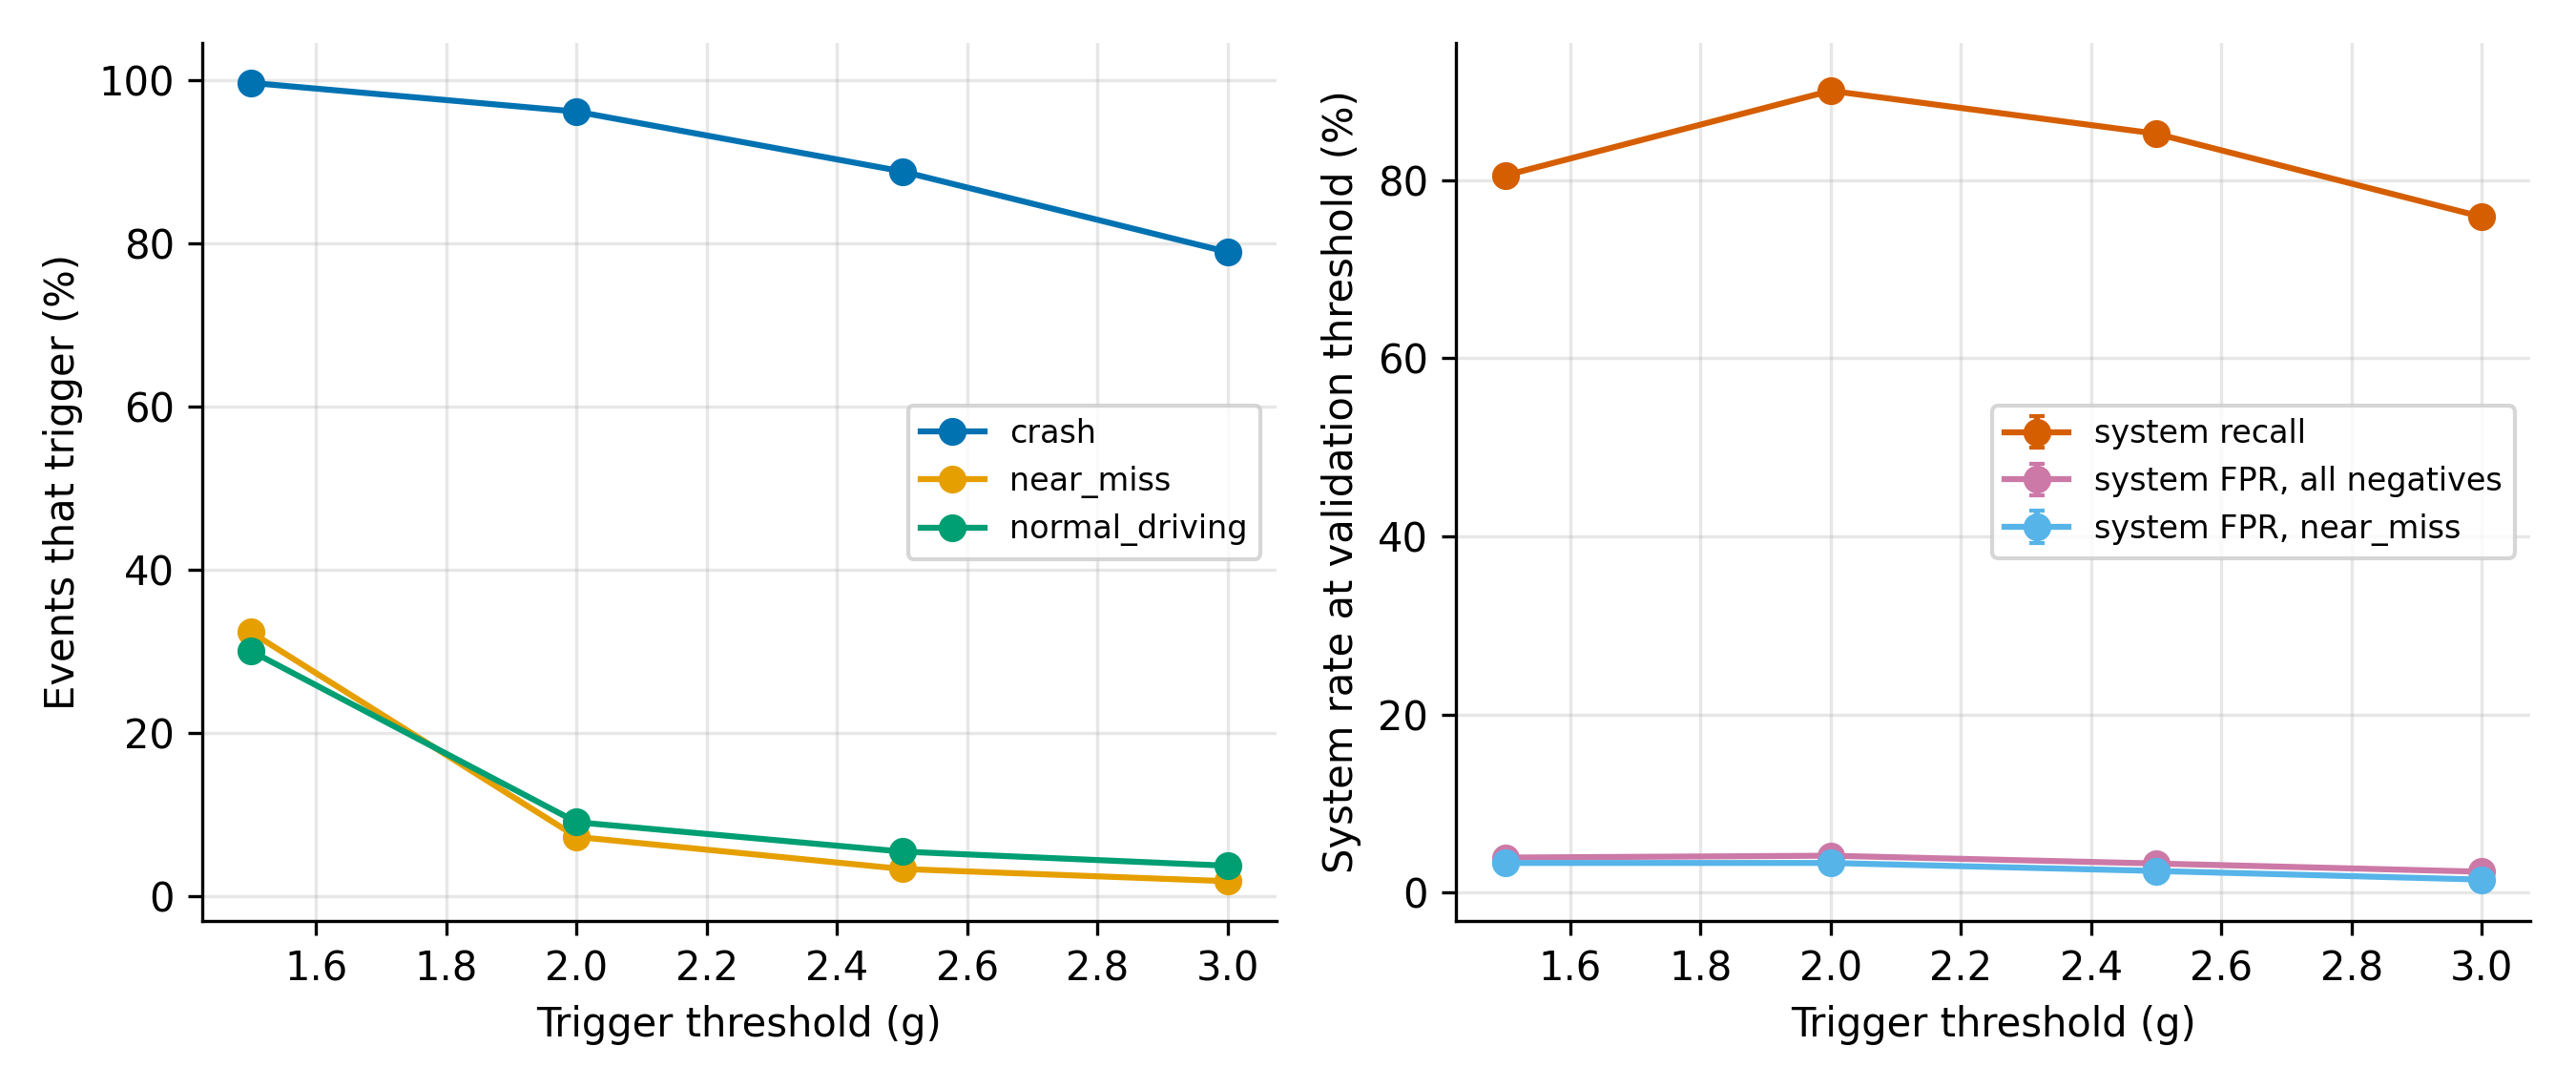 Events that trigger (%)
100
80
60
40
20
0
1.6 1.8 2.0 2.2 2.4 2.6 2.8 3.0
Trigger threshold (g)
crash
near_miss
normal_driving
System rate at validation threshold (%)
80
60
40
20
0
1.6 1.8 2.0 2.2 2.4 2.6 2.8 3.0
Trigger threshold (g)
system recall
system FPR, all negatives
system FPR, near_miss